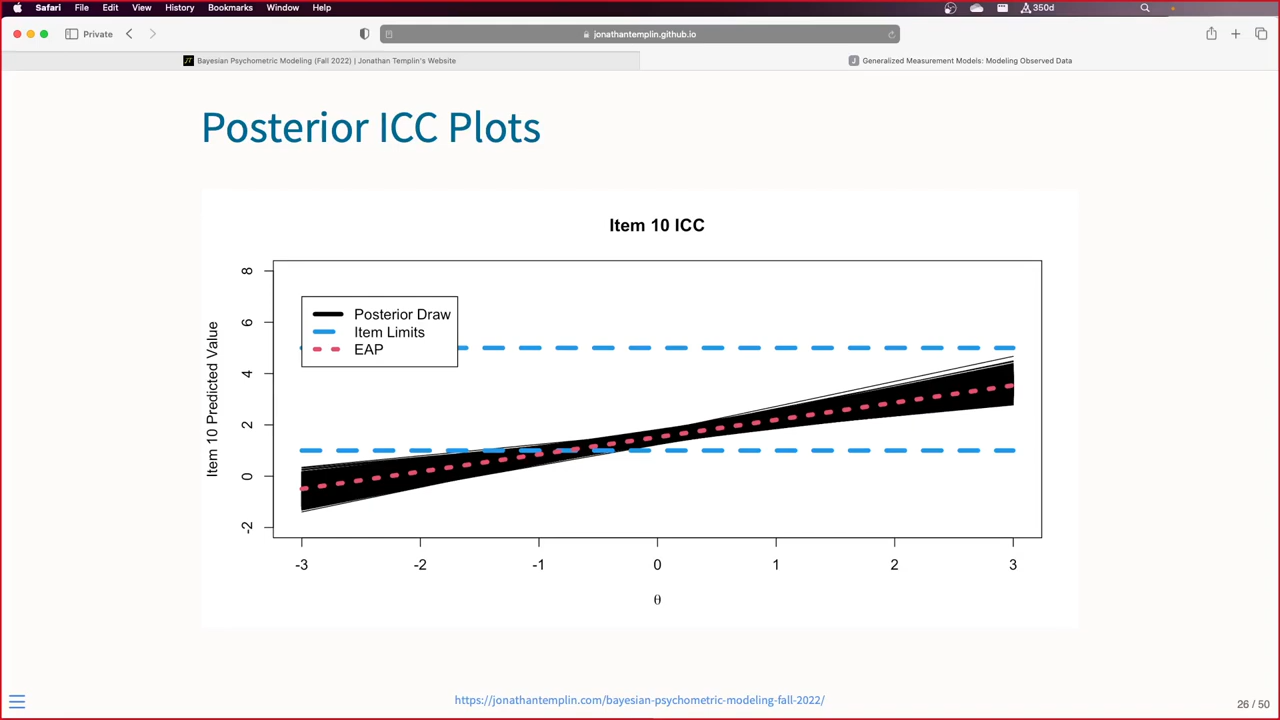 Safari File Edit View History Bookmarks Window Help 350d
Private jonathantemplin.github.io
Bayesian Psychometric Modeling (Fall 2022) | Jonathan Templin's Website
Generalized Measurement Models: Modeling Observed Data
Posterior ICC Plots
Item 10 ICC
Item 10 Predicted Value
8
6
4
2
0
-2
Posterior Draw
Item Limits
EAP
-3 -2 -1 0 1 2 3
θ
https://jonathantemplin.com/bayesian-psychometric-modeling-fall-2022/
26 / 50